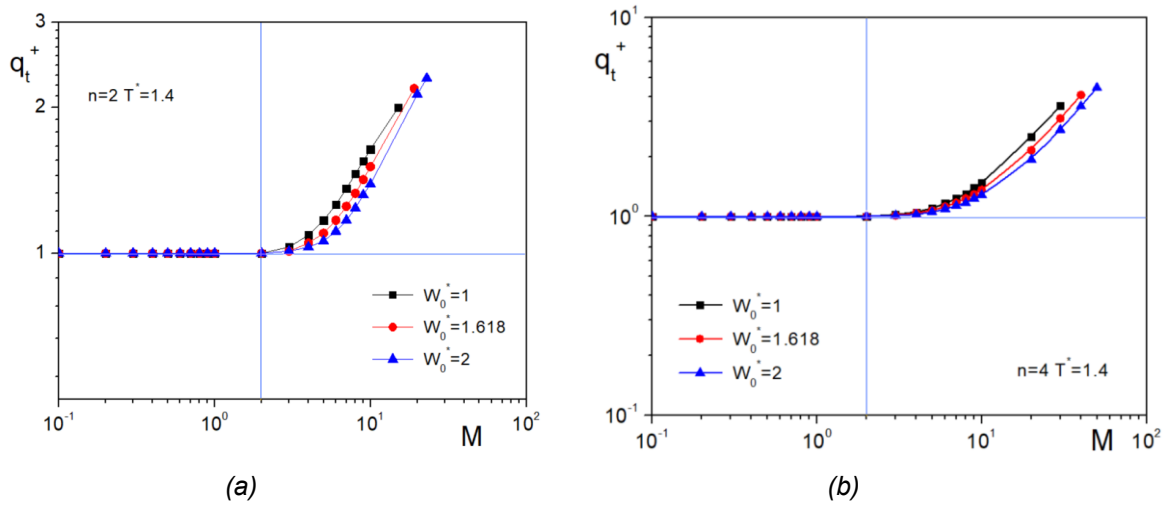 3
q_t^+
n=2 T^*=1.4
2
1
W_0^*=1
W_0^*=1.618
W_0^*=2
10^-1
10^0
10^1
10^2
M
(a)
10^1
q_t^+
10^0
W_0^*=1
W_0^*=1.618
W_0^*=2
n=4 T^*=1.4
10^-1
10^-1
10^0
10^1
10^2
M
(b)